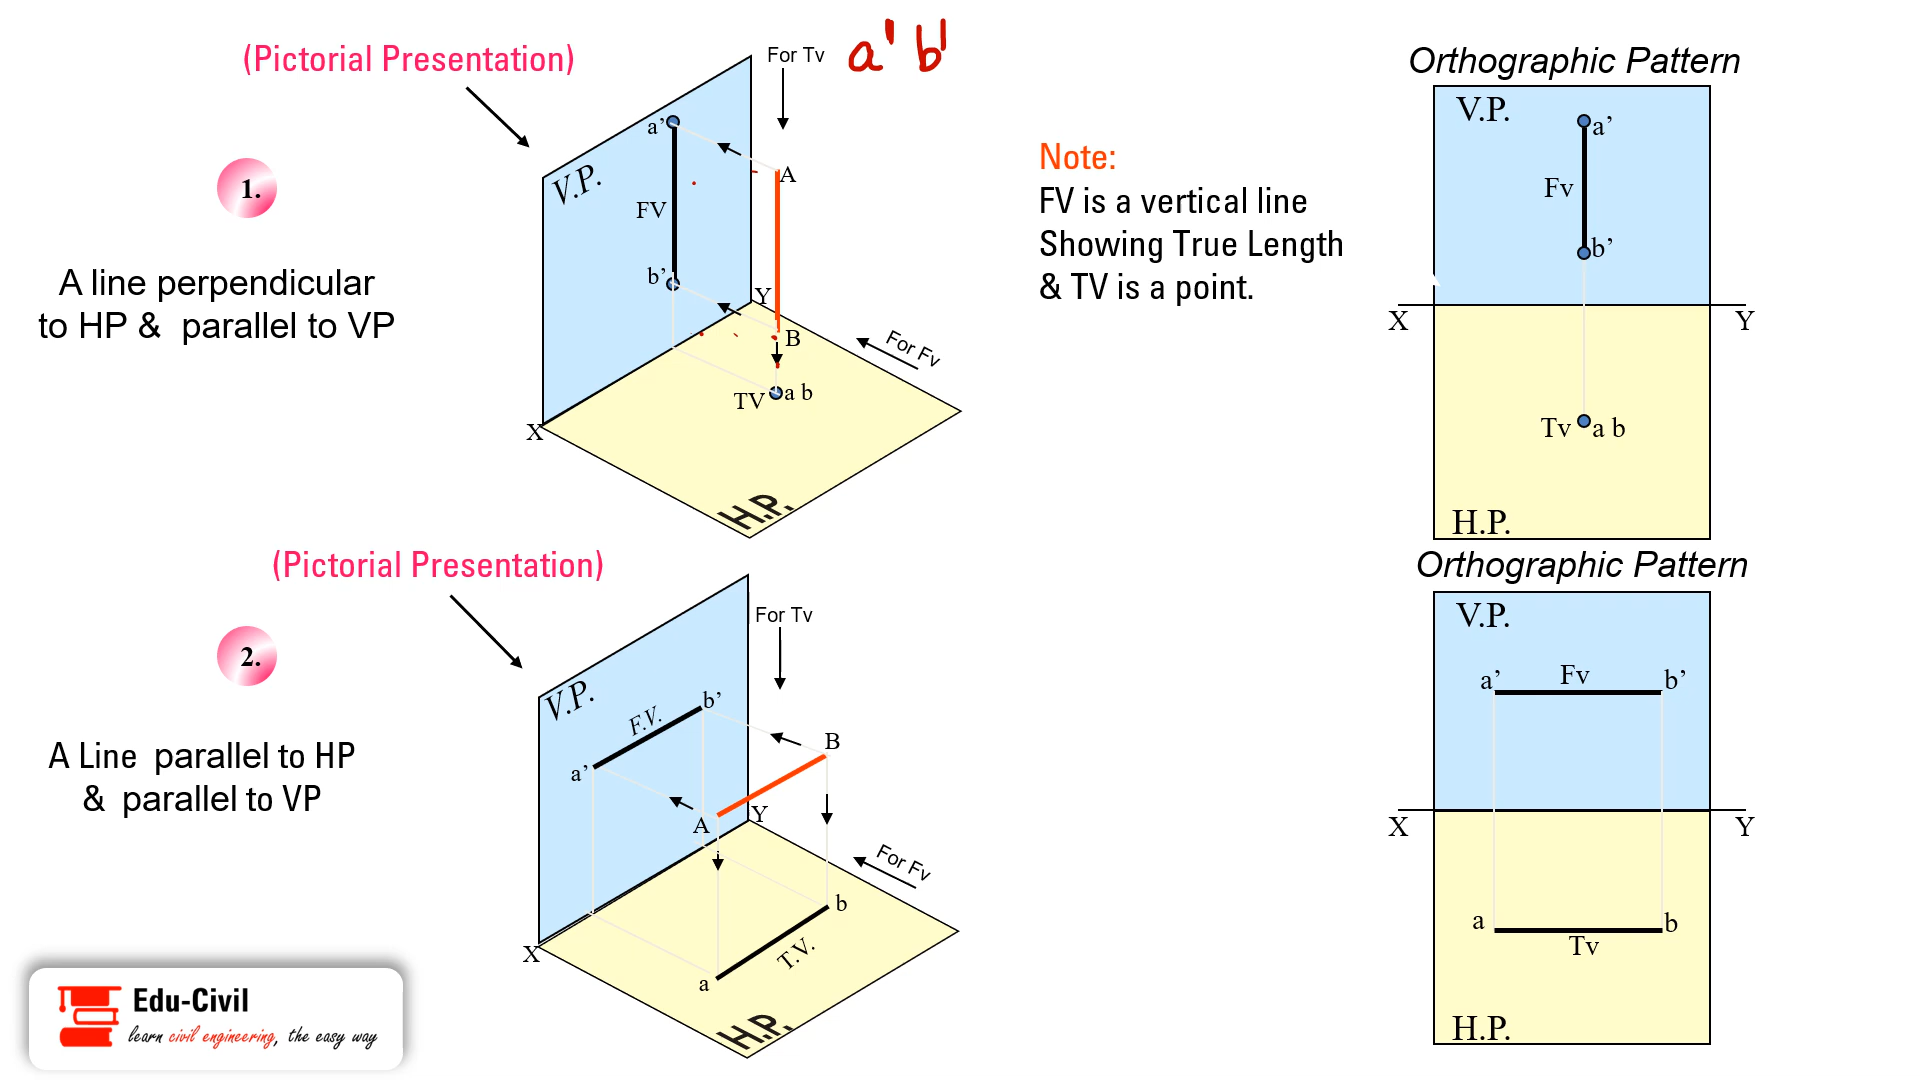 (Pictorial Presentation)
For Tv
a' b'
Orthographic Pattern
V.P.
a’
FV
b’
A
B
Y
X
For Fv
TV
a b
H.P.
1.
A line perpendicular
to HP & parallel to VP
Note:
FV is a vertical line
Showing True Length
& TV is a point.
V.P.
a’
Fv
b’
X
Y
Tv
a b
H.P.
(Pictorial Presentation)
Orthographic Pattern
2.
A Line parallel to HP
& parallel to VP
For Tv
V.P.
F.V.
b’
a’
B
A
Y
For Fv
b
T.V.
a
X
H.P.
V.P.
a’
Fv
b’
X
Y
a
b
Tv
H.P.
Edu-Civil
learn civil engineering, the easy way